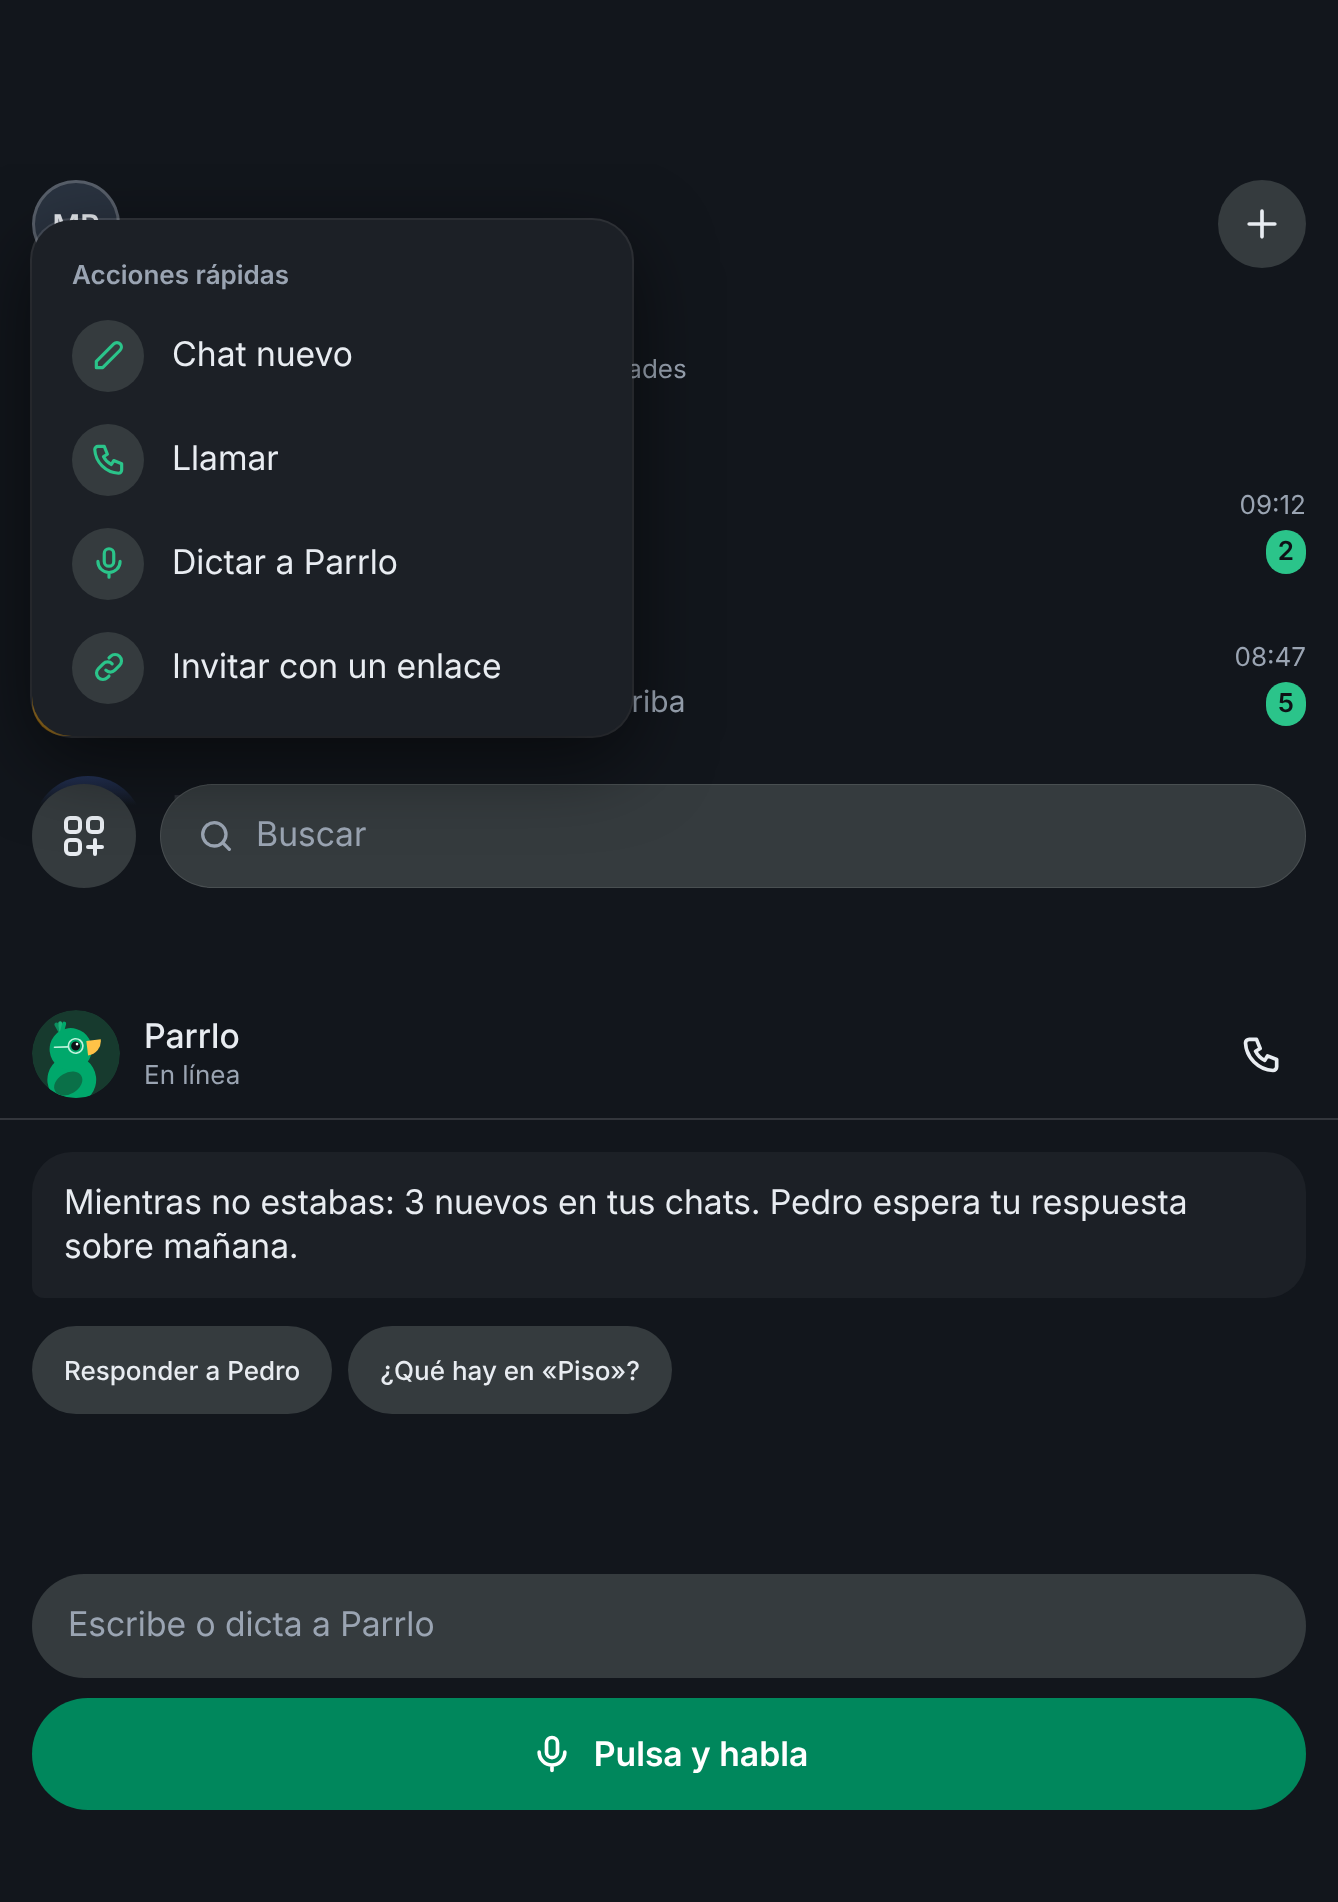 Acciones rápidas
Chat nuevo
Llamar
09:12
2
Dictar a Parrlo
08:47
Invitar con un enlace
5
Buscar
Parrlo
En línea
Mientras no estabas: 3 nuevos en tus chats. Pedro espera tu respuesta
sobre mañana.
Responder a Pedro
¿Qué hay en «Piso»?
Escribe o dicta a Parrlo
Pulsa y habla